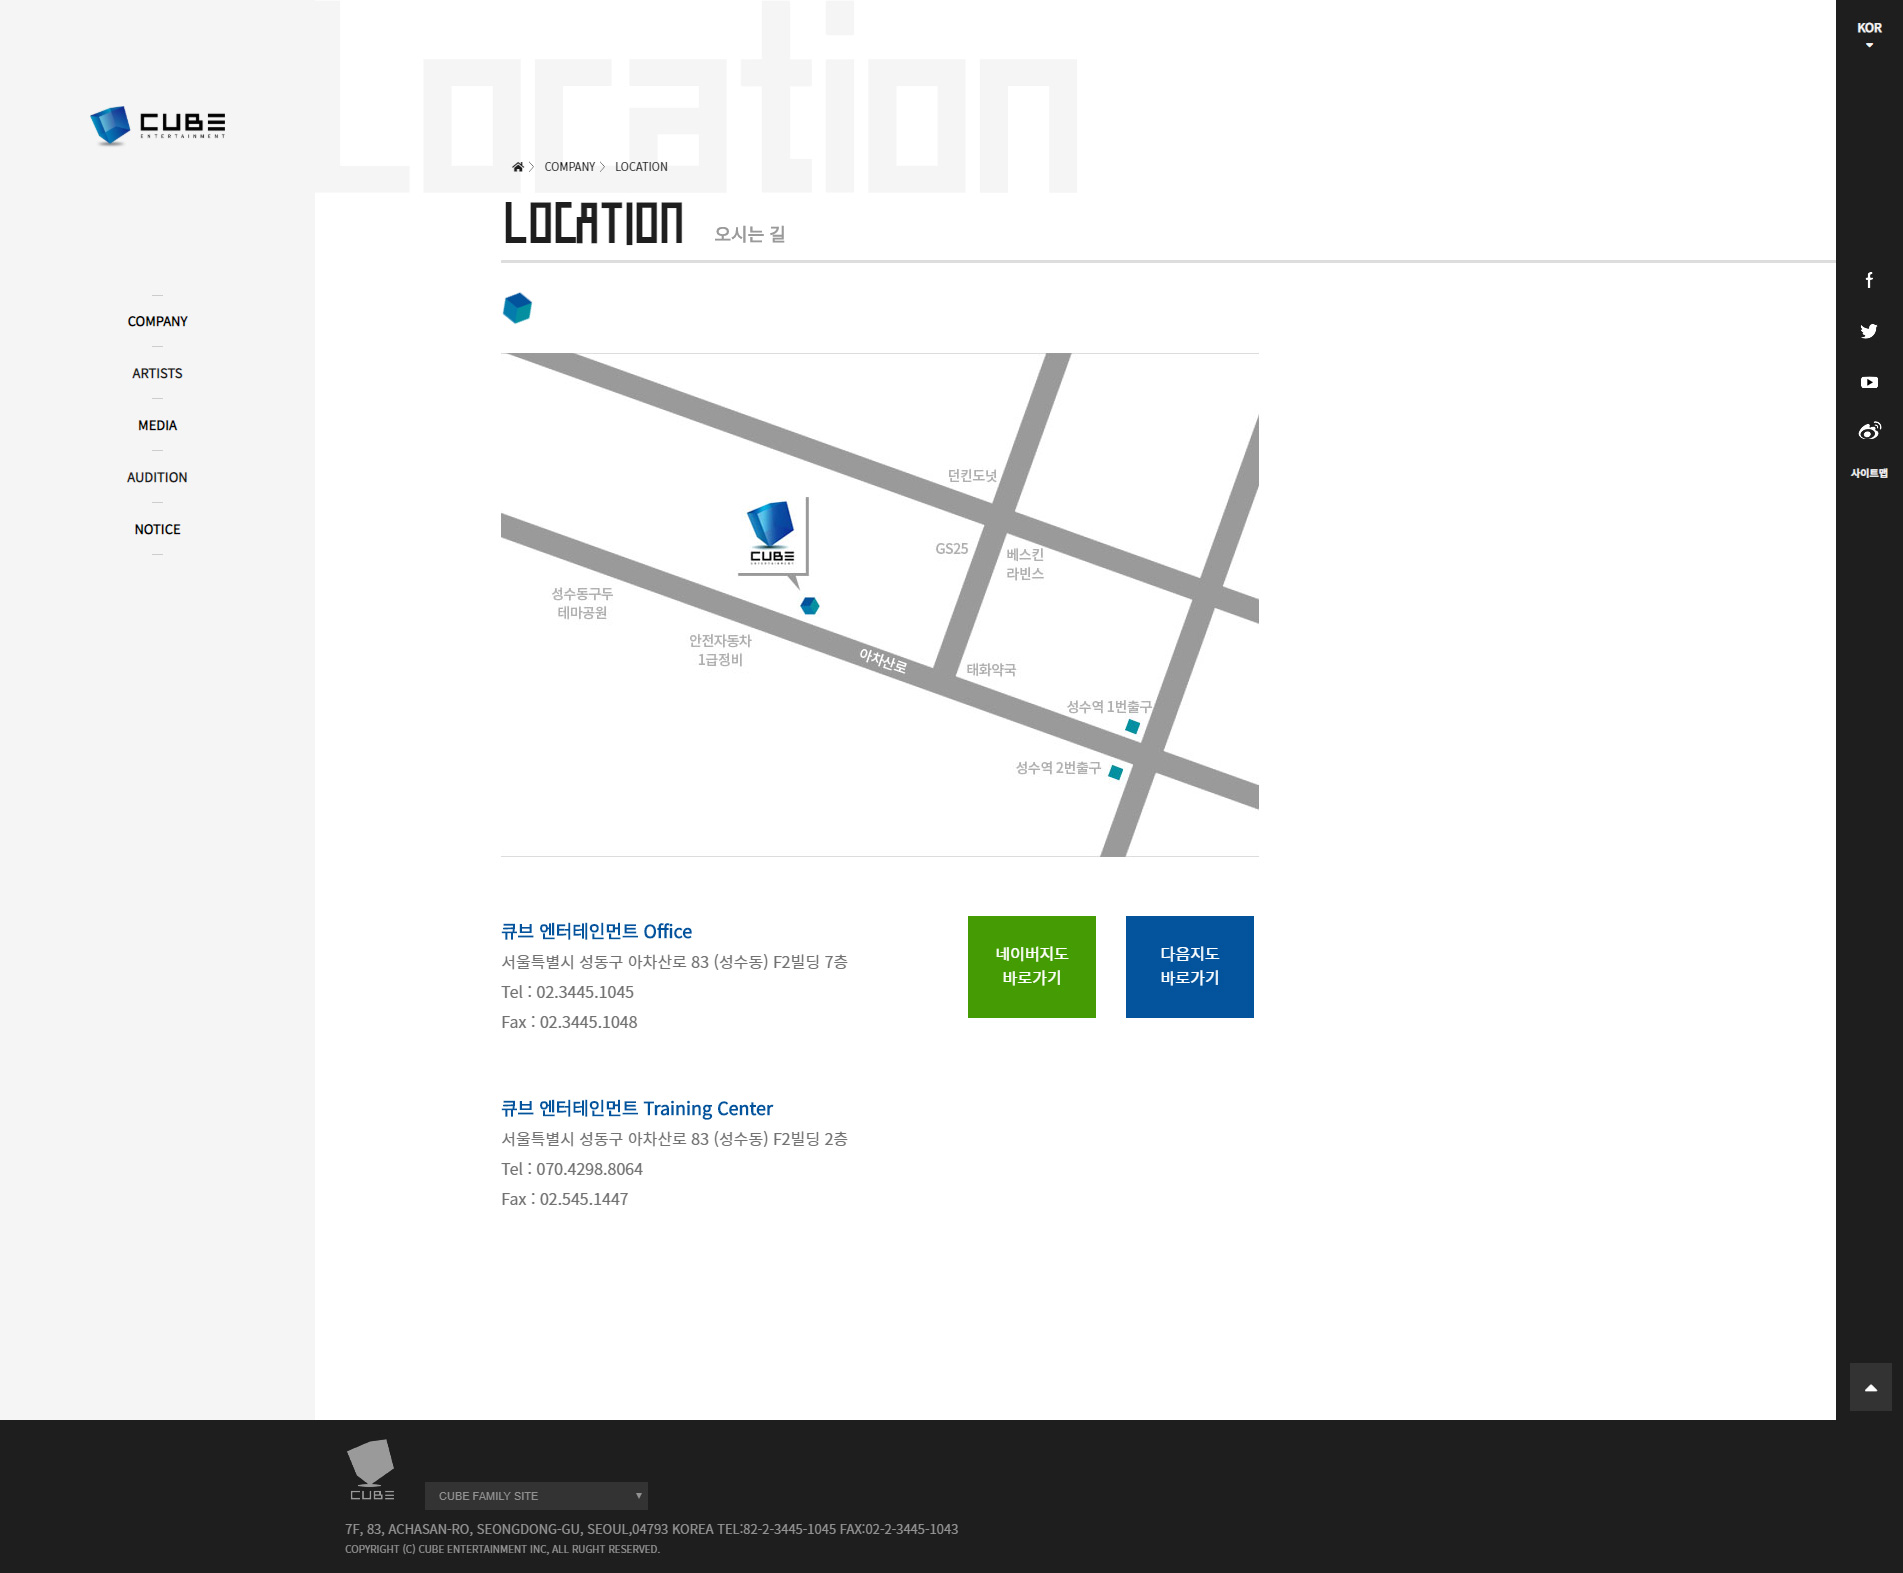 Location
KOR
CUBE
ENTERTAINMENT
COMPANY
LOCATION
LOCATION
오시는 길
COMPANY
ARTISTS
MEDIA
AUDITION
NOTICE
사이트맵
던킨도넛
GS25
베스킨
라빈스
CUBE
ENTERTAINMENT
성수동구두
테마공원
안전자동차
1급정비
아차산로
태화약국
성수역 1번출구
성수역 2번출구
큐브 엔터테인먼트 Office
서울특별시 성동구 아차산로 83 (성수동) F2빌딩 7층
Tel : 02.3445.1045
Fax : 02.3445.1048
네이버지도
바로가기
다음지도
바로가기
큐브 엔터테인먼트 Training Center
서울특별시 성동구 아차산로 83 (성수동) F2빌딩 2층
Tel : 070.4298.8064
Fax : 02.545.1447
CUBE
CUBE FAMILY SITE
7F, 83, ACHASAN-RO, SEONGDONG-GU, SEOUL,04793 KOREA TEL:82-2-3445-1045 FAX:02-2-3445-1043
COPYRIGHT (C) CUBE ENTERTAINMENT INC, ALL RUGHT RESERVED.